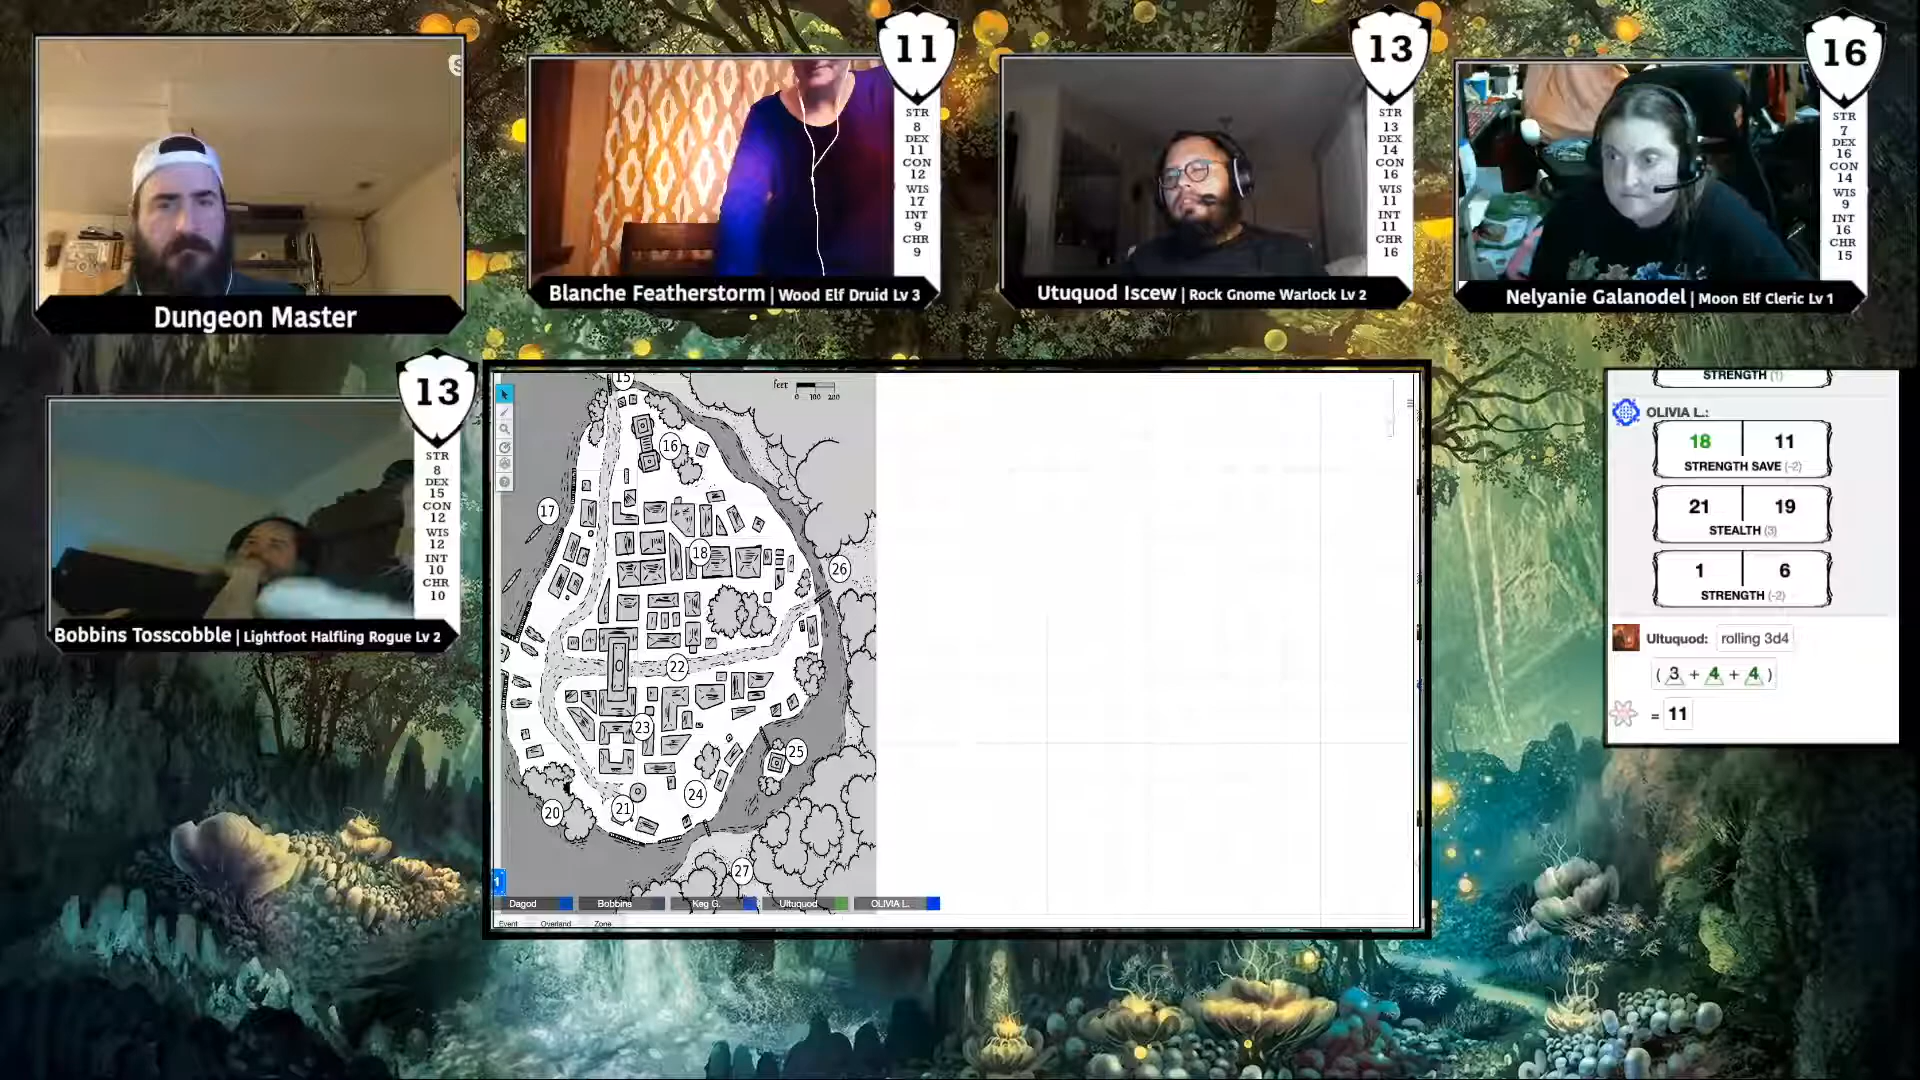 Dungeon Master
11
STR
8
DEX
11
CON
12
WIS
17
INT
9
CHR
9
Blanche Featherstorm | Wood Elf Druid Lv 3
13
STR
13
DEX
14
CON
16
WIS
11
INT
11
CHR
16
Utuquod Iscew | Rock Gnome Warlock Lv 2
16
STR
7
DEX
16
CON
14
WIS
9
INT
16
CHR
15
Nelyanie Galanodel | Moon Elf Cleric Lv 1
13
STR
8
DEX
15
CON
12
WIS
12
INT
10
CHR
10
Bobbins Tosscobble | Lightfoot Halfling Rogue Lv 2
15
feet
0 100 200
16
17
18
26
22
23
25
20
21
24
27
1
Dagod
Bobbins
Keg G.
Ultuquod
OLIVIA L.
Event
Overland
Zone
STRENGTH (1)
OLIVIA L.:
18 11
STRENGTH SAVE (-2)
21 19
STEALTH (3)
1 6
STRENGTH (-2)
Ultuquod: rolling 3d4
( 3 + 4 + 4 )
= 11